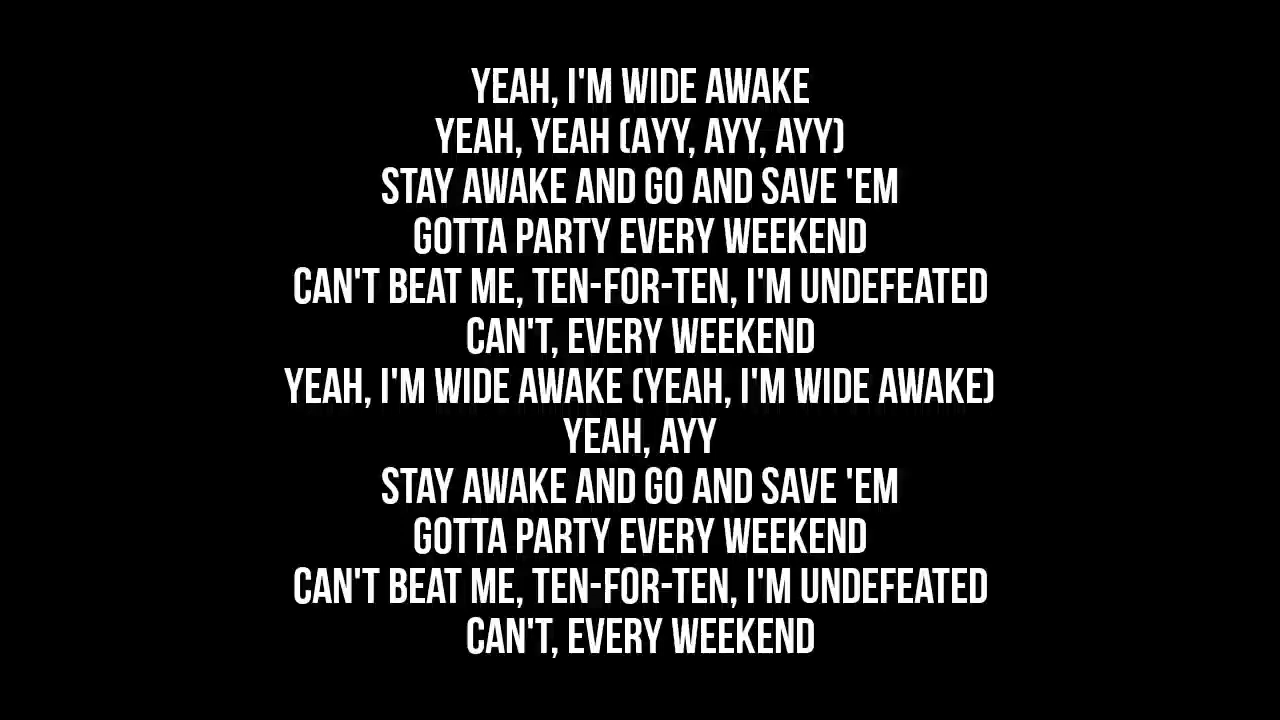 YEAH, I'M WIDE AWAKE
YEAH, YEAH (AYY, AYY, AYY)
STAY AWAKE AND GO AND SAVE 'EM
GOTTA PARTY EVERY WEEKEND
CAN'T BEAT ME, TEN-FOR-TEN, I'M UNDEFEATED
CAN'T, EVERY WEEKEND
YEAH, I'M WIDE AWAKE (YEAH, I'M WIDE AWAKE)
YEAH, AYY
STAY AWAKE AND GO AND SAVE 'EM
GOTTA PARTY EVERY WEEKEND
CAN'T BEAT ME, TEN-FOR-TEN, I'M UNDEFEATED
CAN'T, EVERY WEEKEND